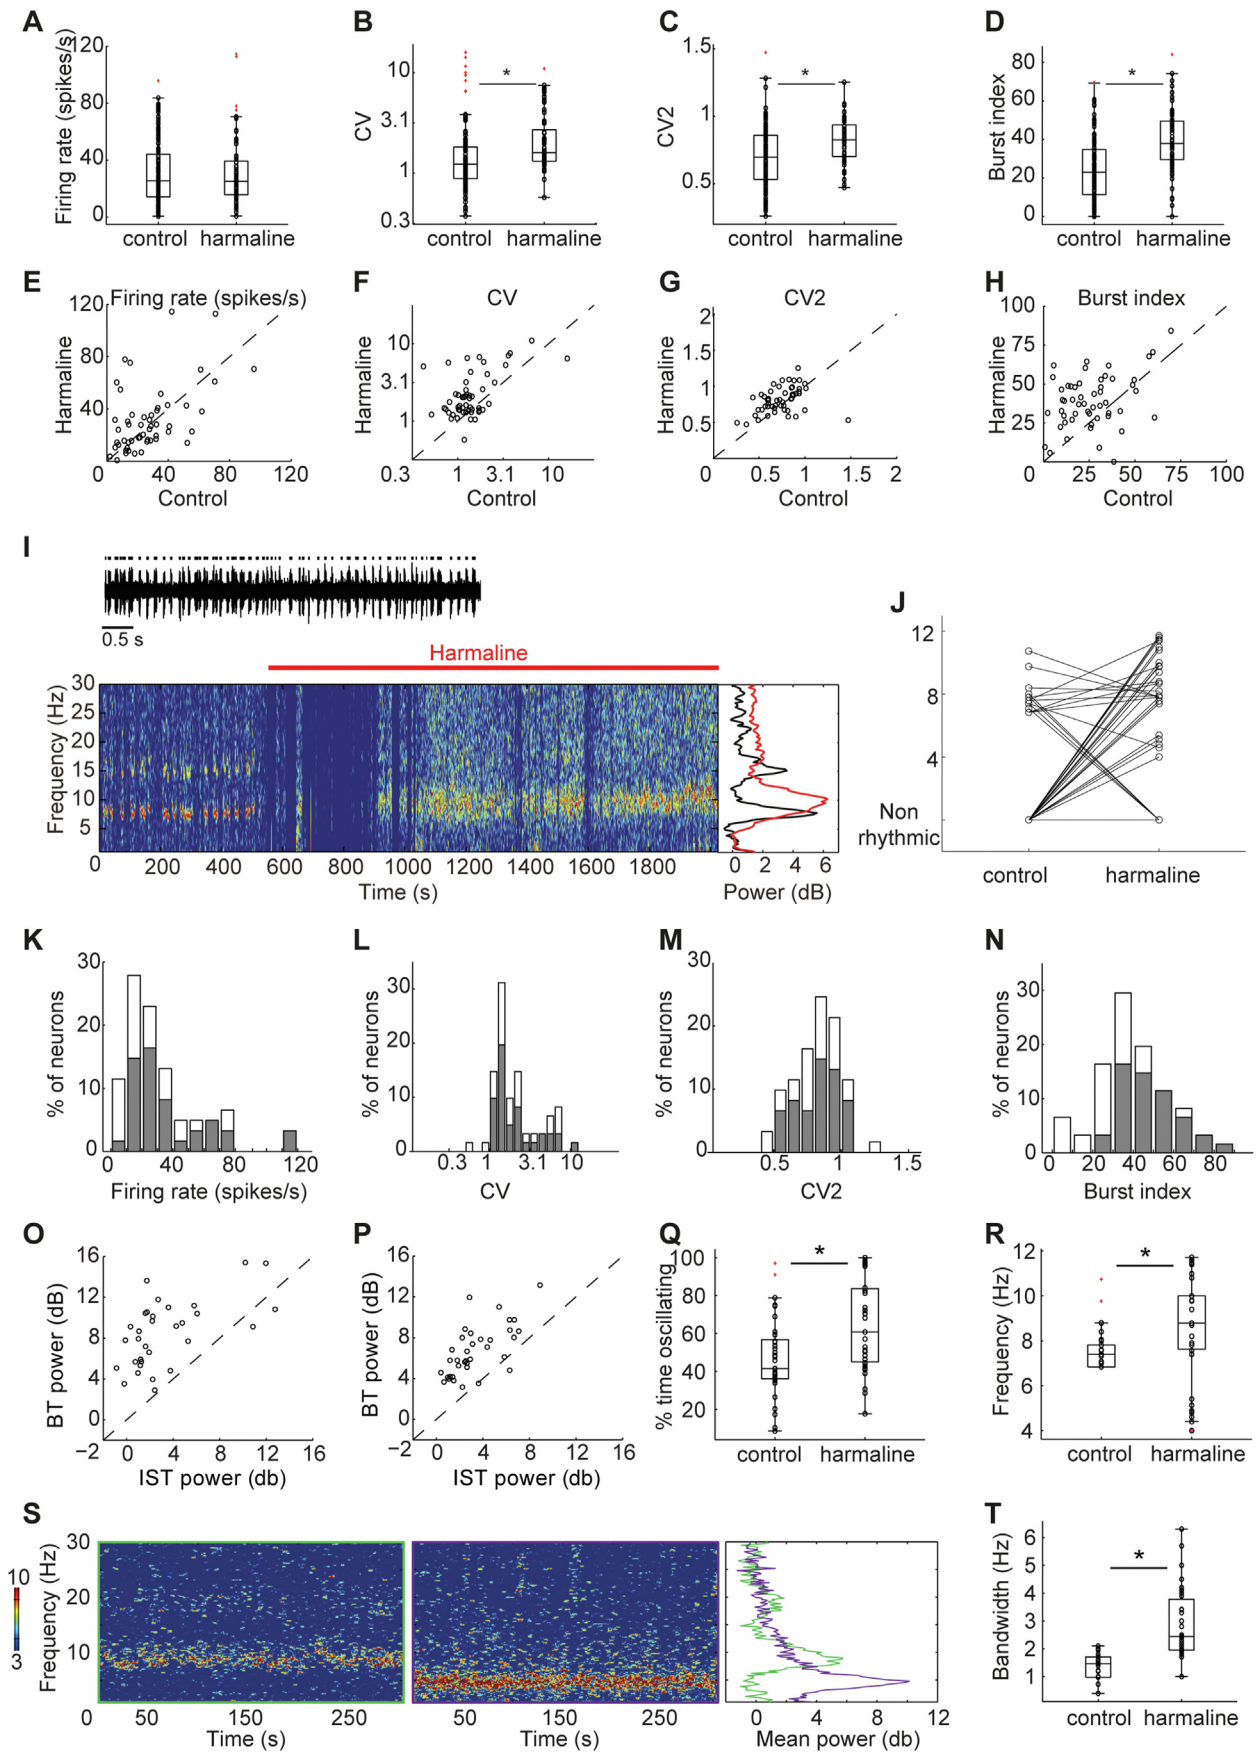 A
Firing rate (spikes/s)
120
80
40
0
control
harmaline
B
CV
10
3.1
1
0.3
*
control
harmaline
C
CV2
1.5
1
0.5
*
control
harmaline
D
Burst index
80
60
40
20
0
*
control
harmaline
E
Firing rate (spikes/s)
Harmaline
120
80
40
40
80
120
Control
F
CV
Harmaline
10
3.1
1
0.3
1
3.1
10
Control
G
CV2
Harmaline
2
1.5
1
0.5
0
0.5
1
1.5
2
Control
H
Burst index
Harmaline
100
75
50
25
25
50
75
100
Control
I
0.5 s
Harmaline
Frequency (Hz)
30
25
20
15
10
5
0
200
400
600
800
1000
1200
1400
1600
1800
Time (s)
0
2
4
6
Power (dB)
J
12
8
4
Non
rhythmic
control
harmaline
K
% of neurons
30
20
10
0
0
40
80
120
Firing rate (spikes/s)
L
% of neurons
30
20
10
0
0.3
1
3.1
10
CV
M
% of neurons
30
20
10
0
0.5
1
1.5
CV2
N
% of neurons
30
20
10
0
0
20
40
60
80
Burst index
O
BT power (dB)
16
12
8
4
0
−2
0
4
8
12
16
IST power (db)
P
BT power (dB)
16
12
8
4
0
−2
0
4
8
12
16
IST power (db)
Q
% time oscillating
100
80
60
40
20
*
control
harmaline
R
Frequency (Hz)
12
10
8
6
4
*
control
harmaline
S
10
3
Frequency (Hz)
30
20
10
0
50
150
250
Time (s)
50
150
250
Time (s)
0
4
8
12
Mean power (db)
T
Bandwidth (Hz)
6
5
4
3
2
1
*
control
harmaline